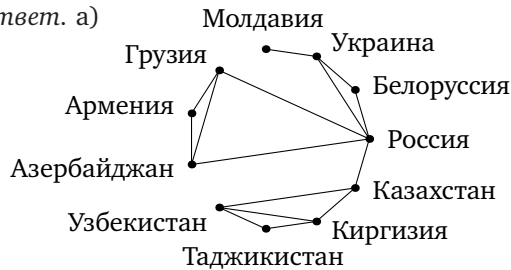 твет. а)
Молдавия
Украина
Грузия
Белоруссия
Армения
Россия
Азербайджан
Казахстан
Узбекистан
Киргизия
Таджикистан